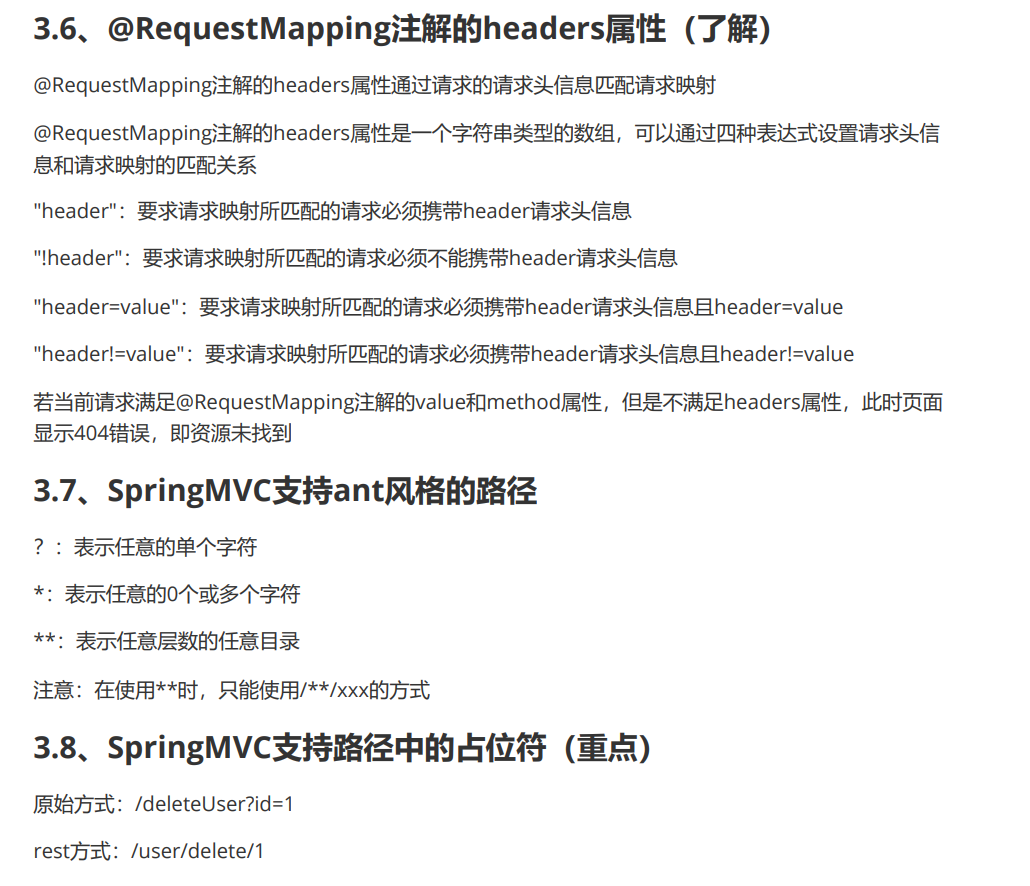 3.6、@RequestMapping注解的headers属性（了解）
@RequestMapping注解的headers属性通过请求的请求头信息匹配请求映射
@RequestMapping注解的headers属性是一个字符串类型的数组，可以通过四种表达式设置请求头信
息和请求映射的匹配关系
"header"：要求请求映射所匹配的请求必须携带header请求头信息
"!header"：要求请求映射所匹配的请求必须不能携带header请求头信息
"header=value"：要求请求映射所匹配的请求必须携带header请求头信息且header=value
"header!=value"：要求请求映射所匹配的请求必须携带header请求头信息且header!=value
若当前请求满足@RequestMapping注解的value和method属性，但是不满足headers属性，此时页面
显示404错误，即资源未找到
3.7、SpringMVC支持ant风格的路径
？：表示任意的单个字符
*：表示任意的0个或多个字符
**：表示任意层数的任意目录
注意：在使用**时，只能使用/**/xxx的方式
3.8、SpringMVC支持路径中的占位符（重点）
原始方式：/deleteUser?id=1
rest方式：/user/delete/1